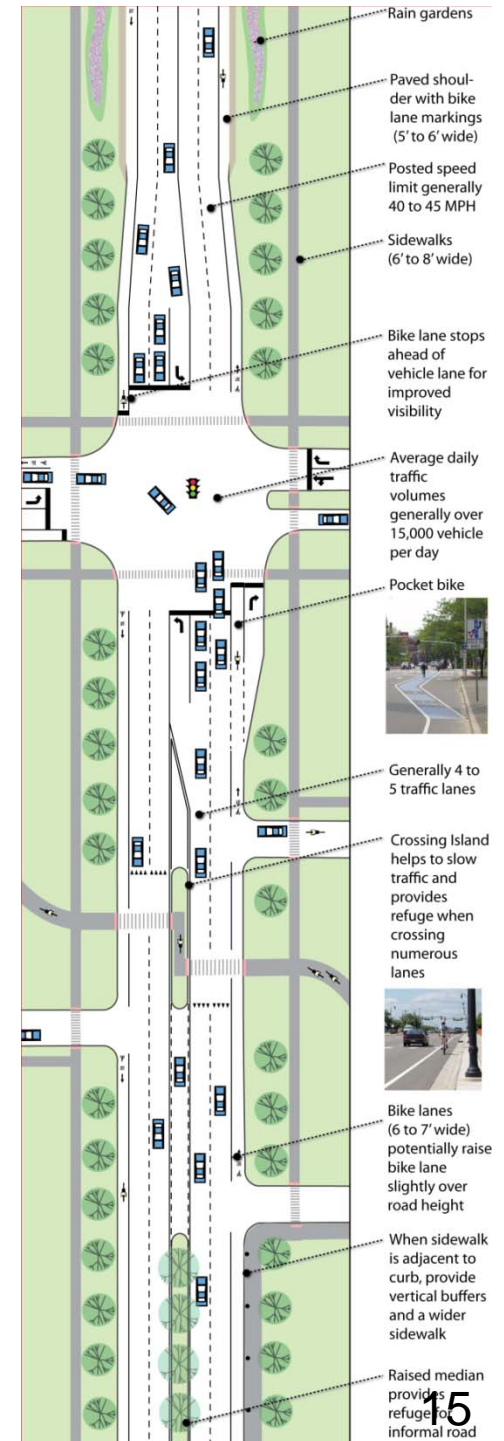 Rain gardens
Paved shoul-
der with bike
lane markings
(5' to 6' wide)
Posted speed
limit generally
40 to 45 MPH
Sidewalks
(6' to 8' wide)
Bike lane stops
ahead of
vehicle lane for
improved
visibility
Average daily
traffic
volumes
generally over
15,000 vehicle
per day
Pocket bike
Generally 4 to
5 traffic lanes
Crossing Island
helps to slow
traffic and
provides
refuge when
crossing
numerous
lanes
Bike lanes
(6 to 7' wide)
potentially raise
bike lane
slightly over
road height
When sidewalk
is adjacent to
curb, provide
vertical buffers
and a wider
sidewalk
Raised median
provides
refuge for
informal road
15